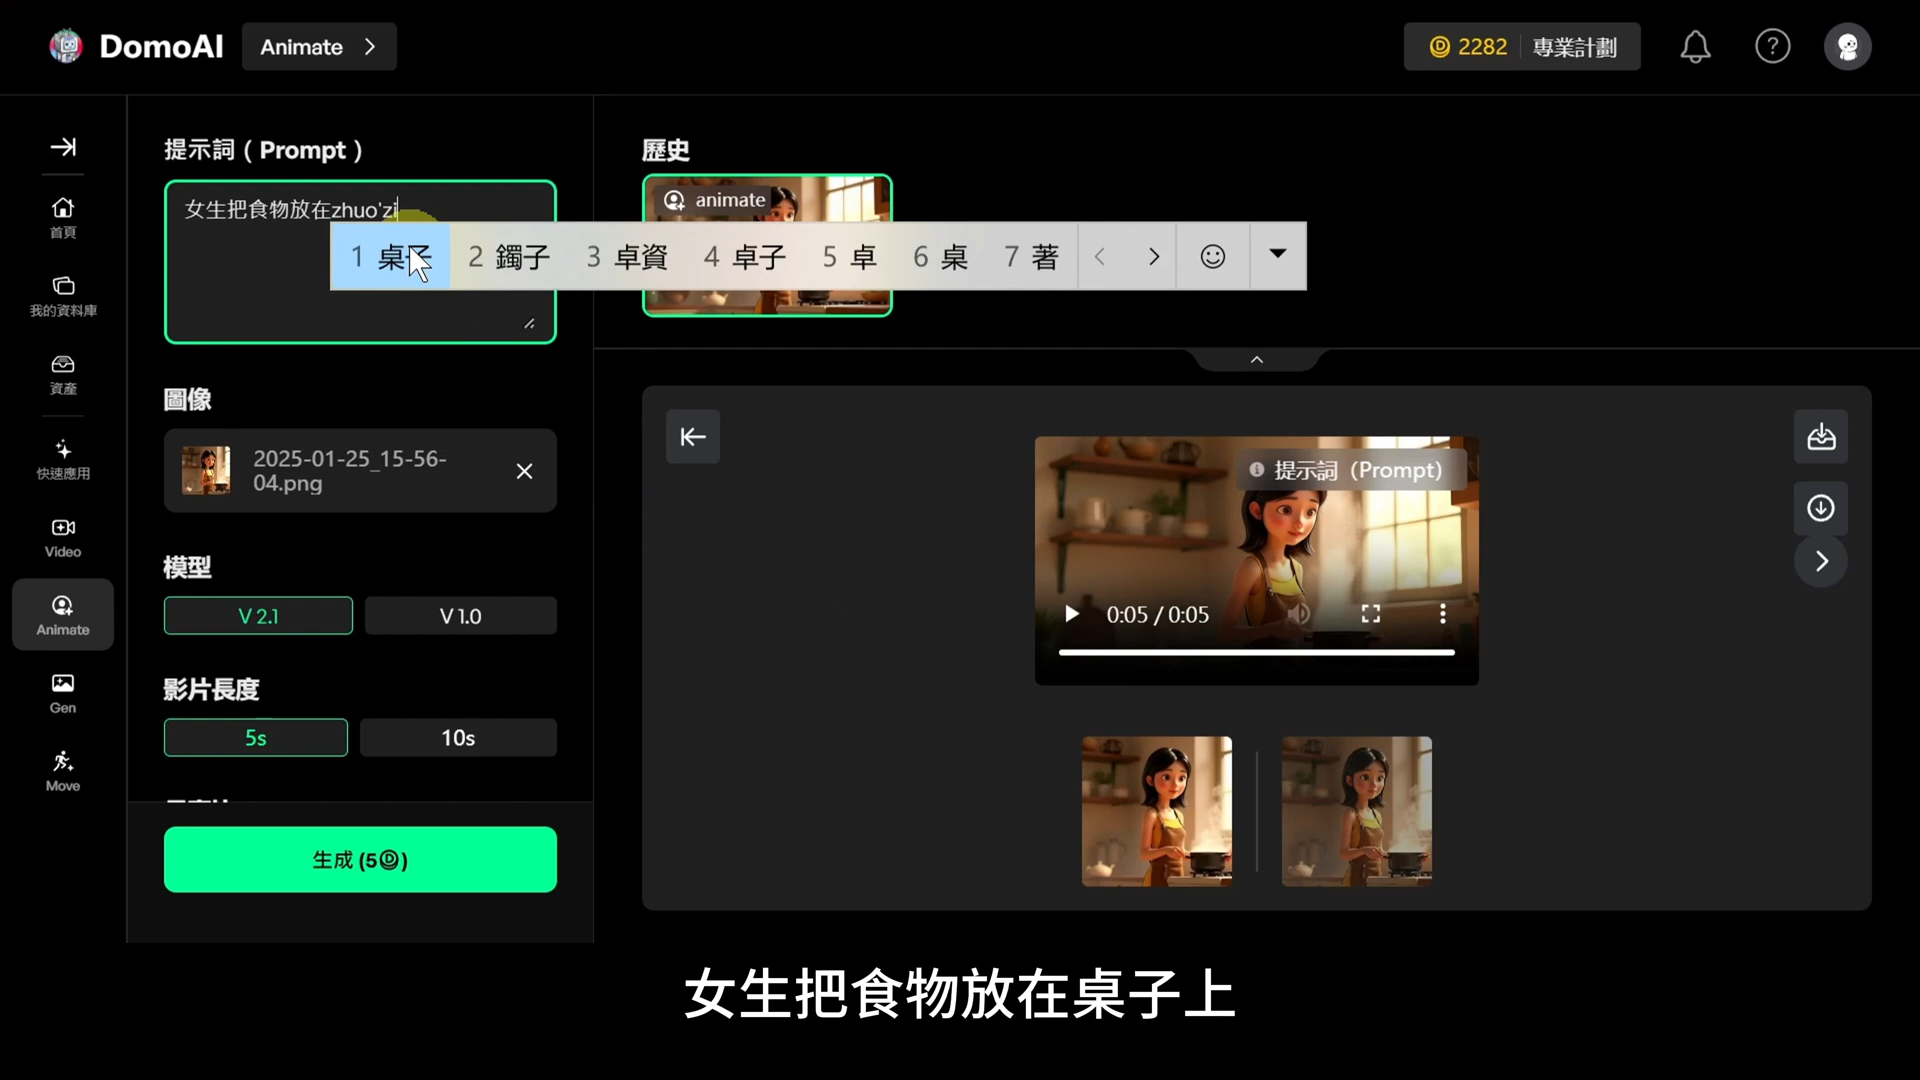 DomoAI
Animate
2282 專業計劃
首頁
我的資料庫
資產
快速應用
Video
Animate
Gen
Move
提示詞 ( Prompt )
女生把食物放在zhuo'zi
1 桌子 2 鐲子 3 卓資 4 卓子 5 卓 6 桌 7 著
圖像
2025-01-25_15-56-
04.png
模型
V 2.1 V 1.0
影片長度
5s 10s
生成 (5)
歷史
animate
提示詞 (Prompt)
0:05 / 0:05
女生把食物放在桌子上